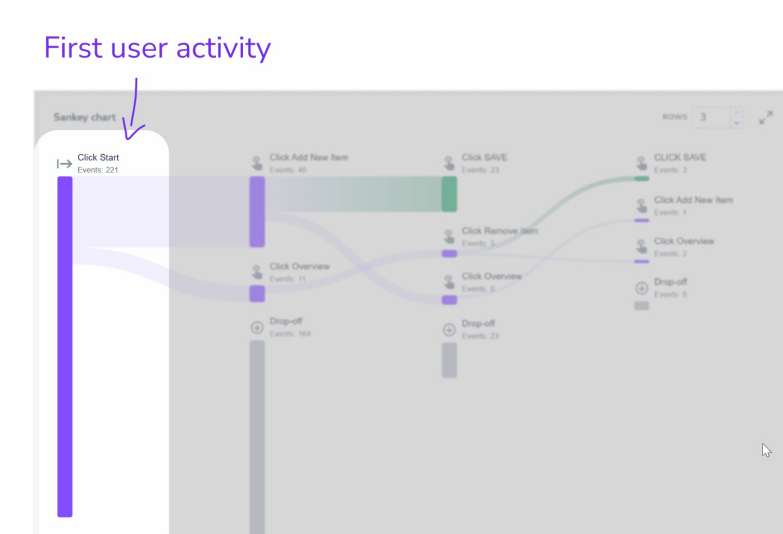 First user activity
Sankey chart
ROWS 3
Click Start
Events: 221
Click Add New Item
Events: 46
Click Overview
Events: 11
Drop-off
Events: 164
Click SAVE
Events: 23
Click Remove Item
Events: 5
Click Overview
Events: 6
Drop-off
Events: 23
CLICK SAVE
Events: 3
Click Add New Item
Events: 1
Click Overview
Events: 2
Drop-off
Events: